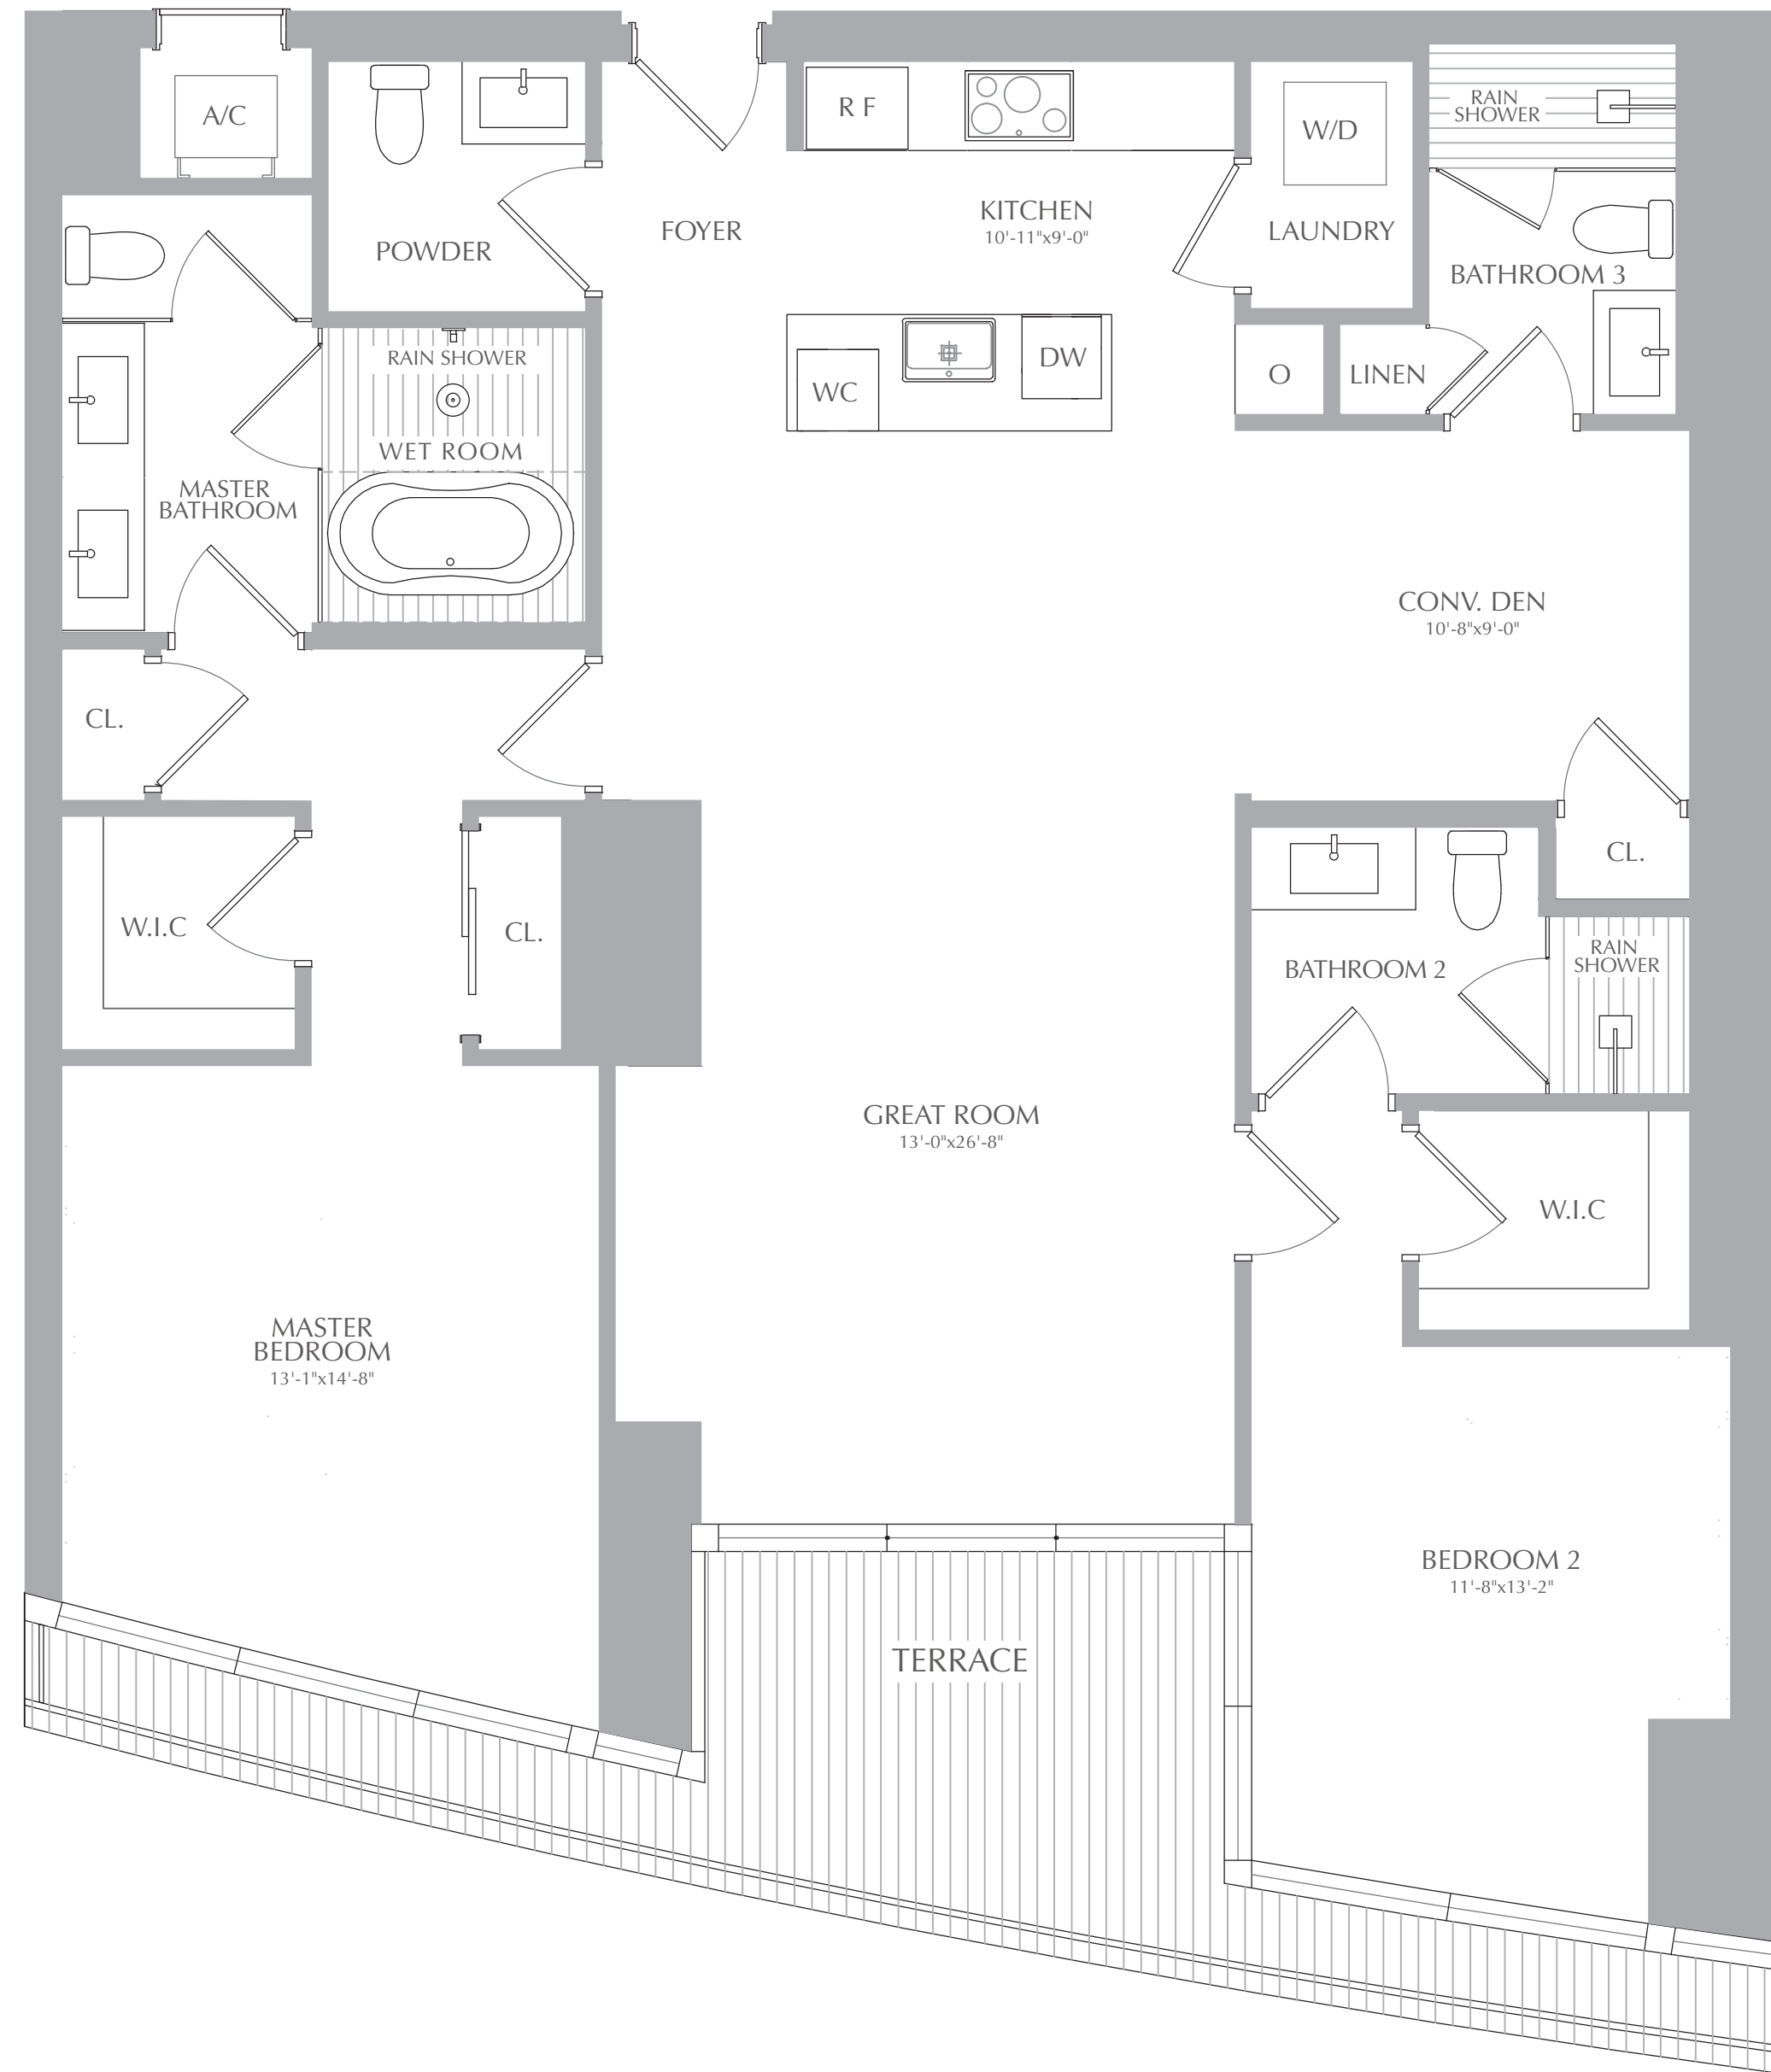 A/C
R F
W/D
RAIN
SHOWER
POWDER
FOYER
KITCHEN
10'-11"x9'-0"
LAUNDRY
BATHROOM 3
RAIN SHOWER
WC
DW
O
LINEN
WET ROOM
MASTER
BATHROOM
CONV. DEN
10'-8"x9'-0"
CL.
CL.
W.I.C
CL.
BATHROOM 2
RAIN
SHOWER
GREAT ROOM
13'-0"x26'-8"
W.I.C
MASTER
BEDROOM
13'-1"x14'-8"
BEDROOM 2
11'-8"x13'-2"
TERRACE